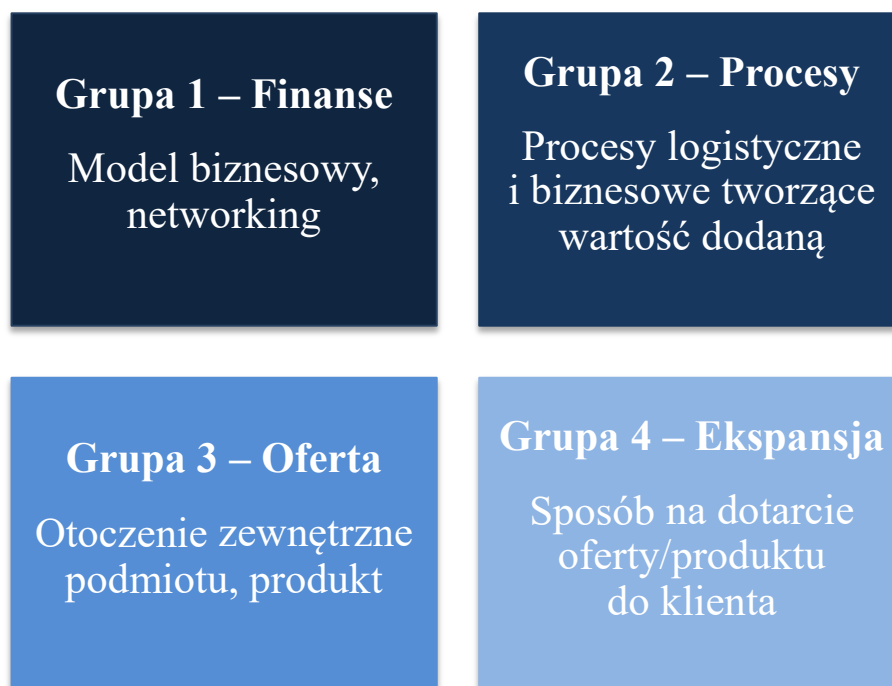 Grupa 1 – Finanse
Model biznesowy,
networking
Grupa 2 – Procesy
Procesy logistyczne
i biznesowe tworzące
wartość dodaną
Grupa 3 – Oferta
Otoczenie zewnętrzne
podmiotu, produkt
Grupa 4 – Ekspansja
Sposób na dotarcie
oferty/produktu
do klienta